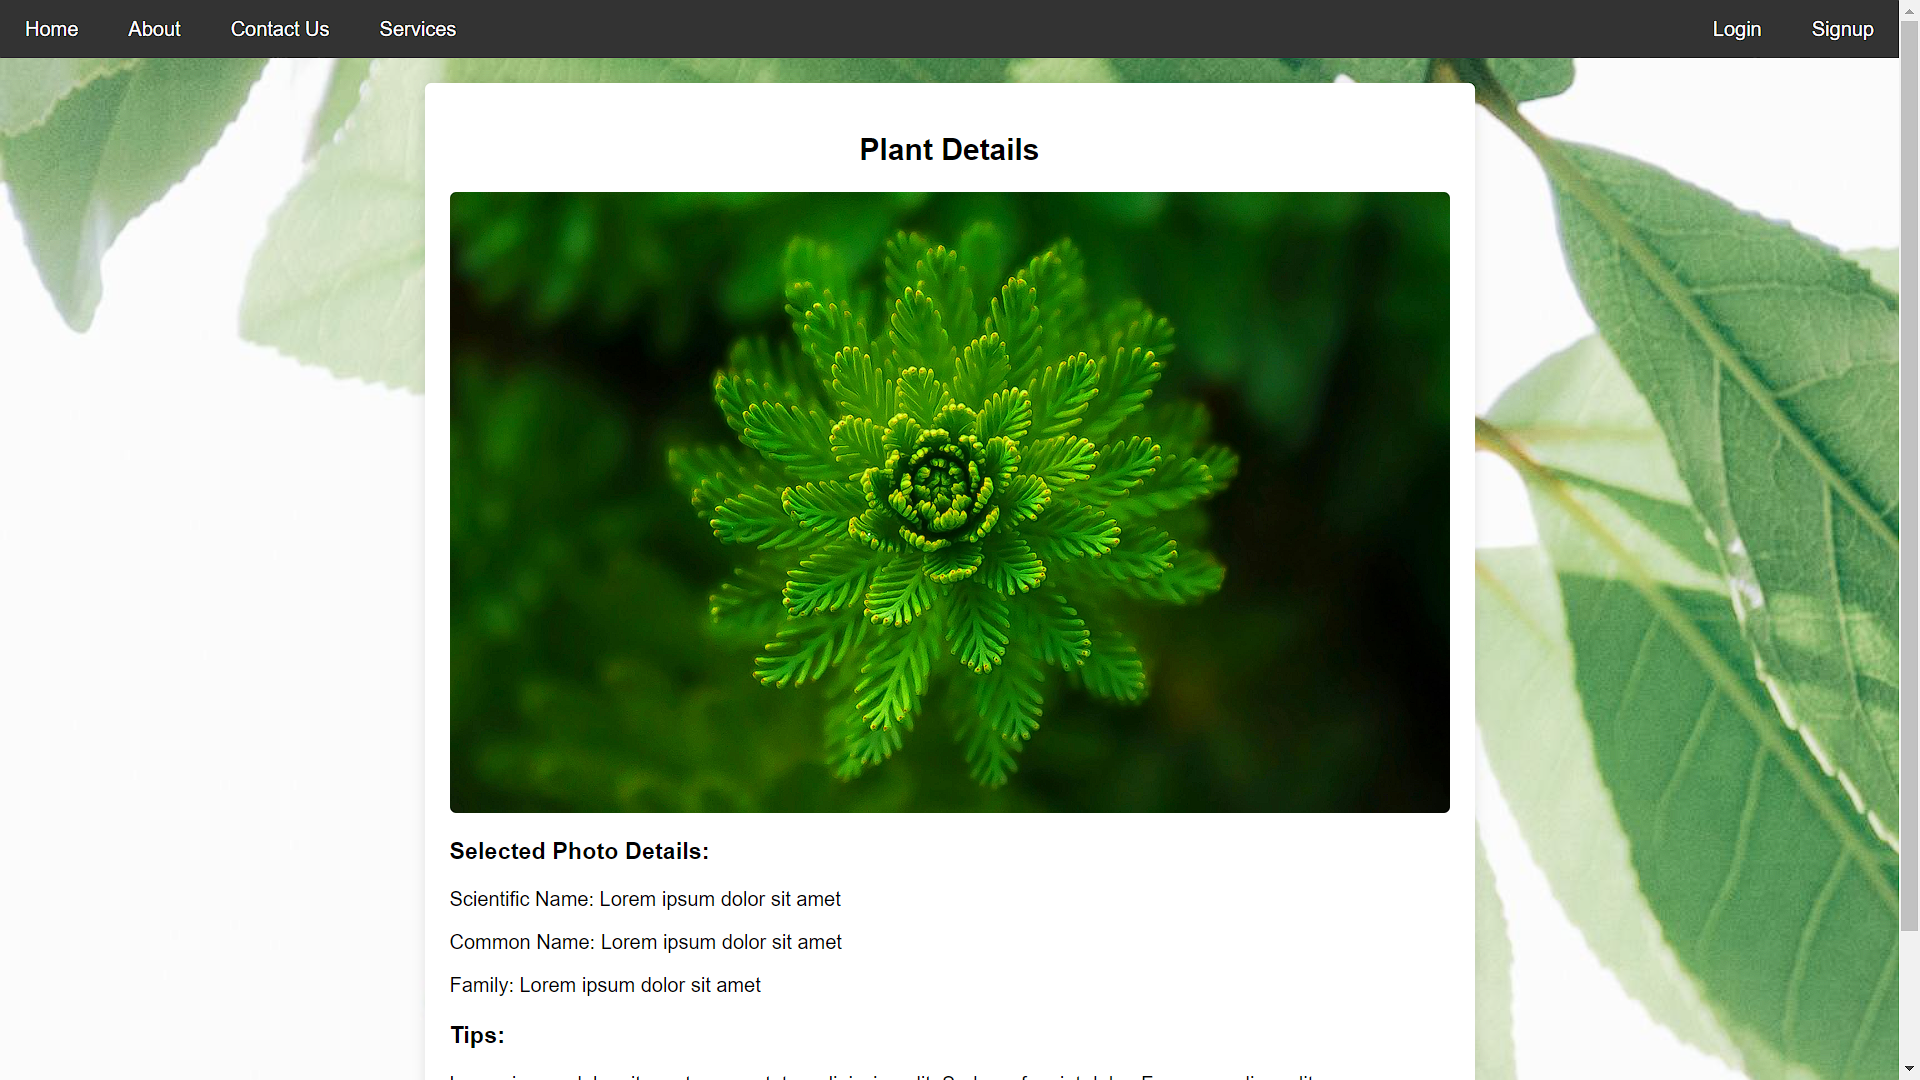 Home About Contact Us Services Login Signup
Plant Details
Selected Photo Details:
Scientific Name: Lorem ipsum dolor sit amet
Common Name: Lorem ipsum dolor sit amet
Family: Lorem ipsum dolor sit amet
Tips: